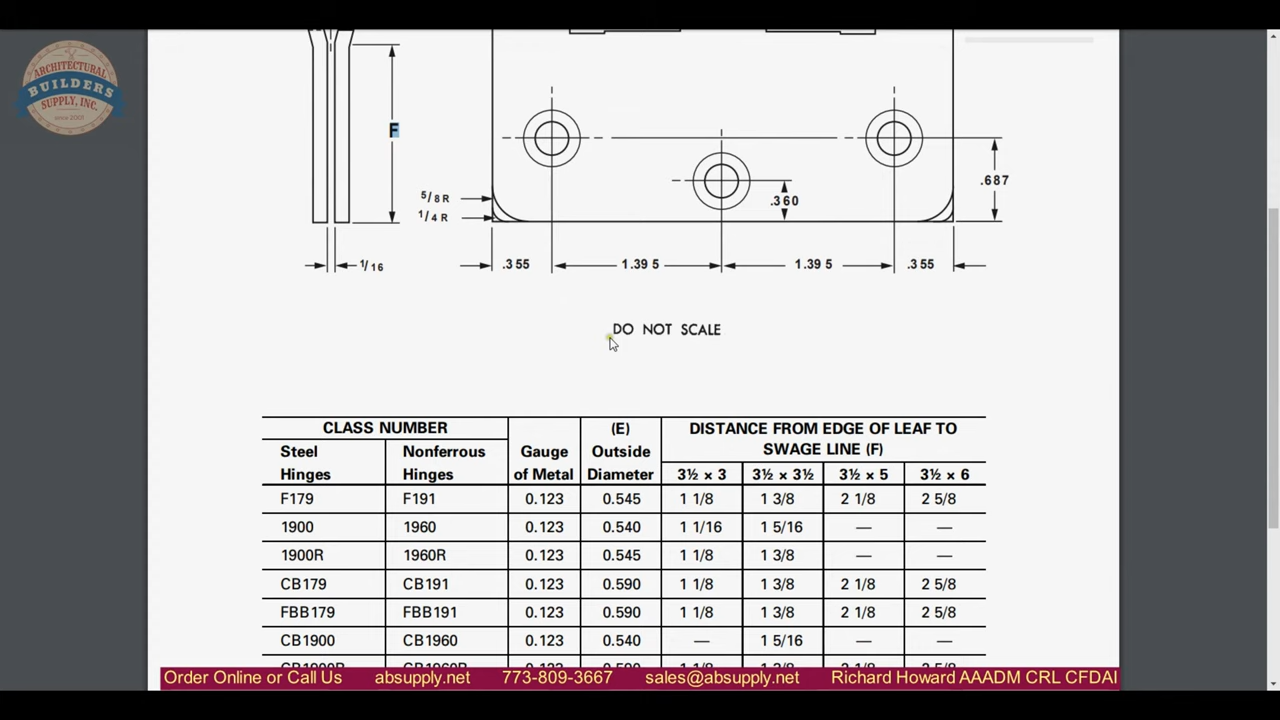 ARCHITECTURAL
BUILDERS
SUPPLY, INC.
since 2001
F
5/8 R
1/4 R
1/16
.687
.360
.355 1.39 5 1.39 5 .355
DO NOT SCALE
CLASS NUMBER
Steel Hinges
Nonferrous Hinges
Gauge of Metal
(E) Outside Diameter
DISTANCE FROM EDGE OF LEAF TO
SWAGE LINE (F)
3½ × 3 3½ × 3½ 3½ × 5 3½ × 6
F179 F191 0.123 0.545 1 1/8 1 3/8 2 1/8 2 5/8
1900 1960 0.123 0.540 1 1/16 1 5/16 — —
1900R 1960R 0.123 0.545 1 1/8 1 3/8 — —
CB179 CB191 0.123 0.590 1 1/8 1 3/8 2 1/8 2 5/8
FBB179 FBB191 0.123 0.590 1 1/8 1 3/8 2 1/8 2 5/8
CB1900 CB1960 0.123 0.540 — 1 5/16 — —
Order Online or Call Us absupply.net 773-809-3667 sales@absupply.net Richard Howard AAADM CRL CFDAI